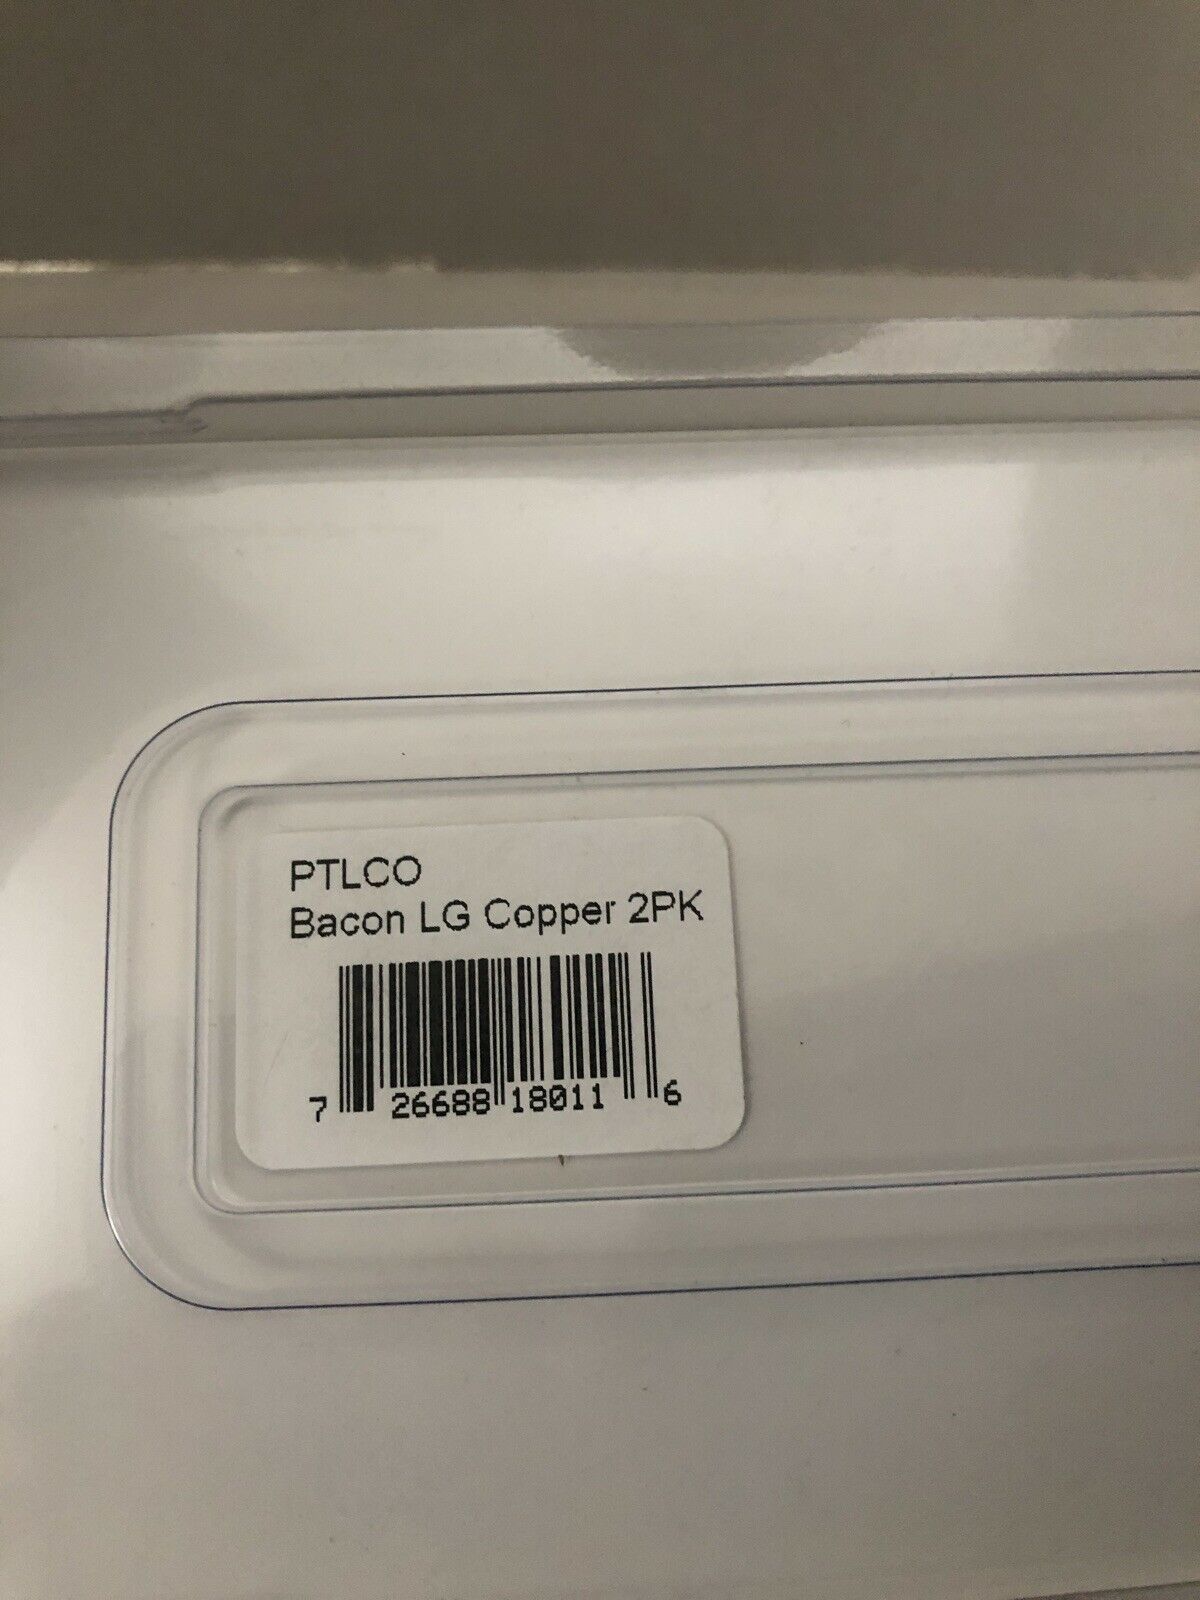 PTLCO
Bacon LG Copper 2PK
7 26688 18011 6